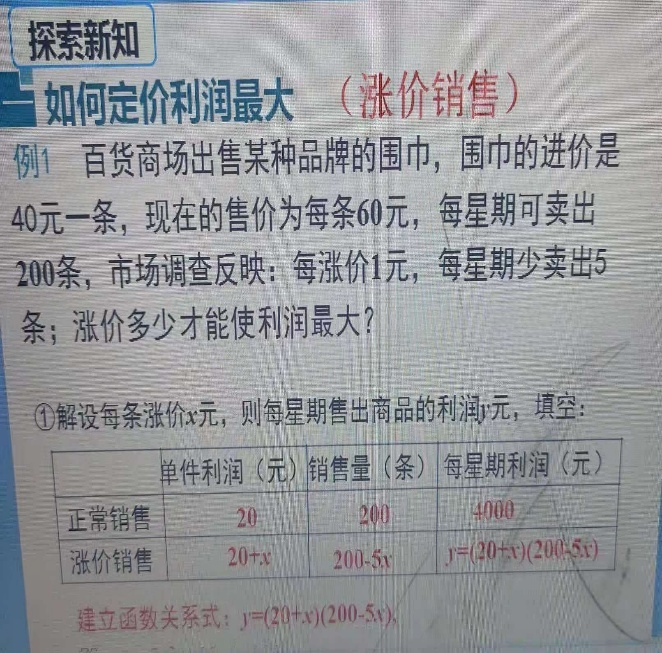 探索新知
一 如何定价利润最大 （涨价销售）
例1 百货商场出售某种品牌的围巾，围巾的进价是
40元一条，现在的售价为每条60元，每星期可卖出
200条，市场调查反映：每涨价1元，每星期少卖出5
条；涨价多少才能使利润最大？
①解设每条涨价x元，则每星期售出商品的利润y元，填空：
单件利润（元） 销售量（条） 每星期利润（元）
正常销售 20 200 4000
涨价销售 20+x 200-5x y=(20+x)(200-5x)
建立函数关系式：y=(20+x)(200-5x),